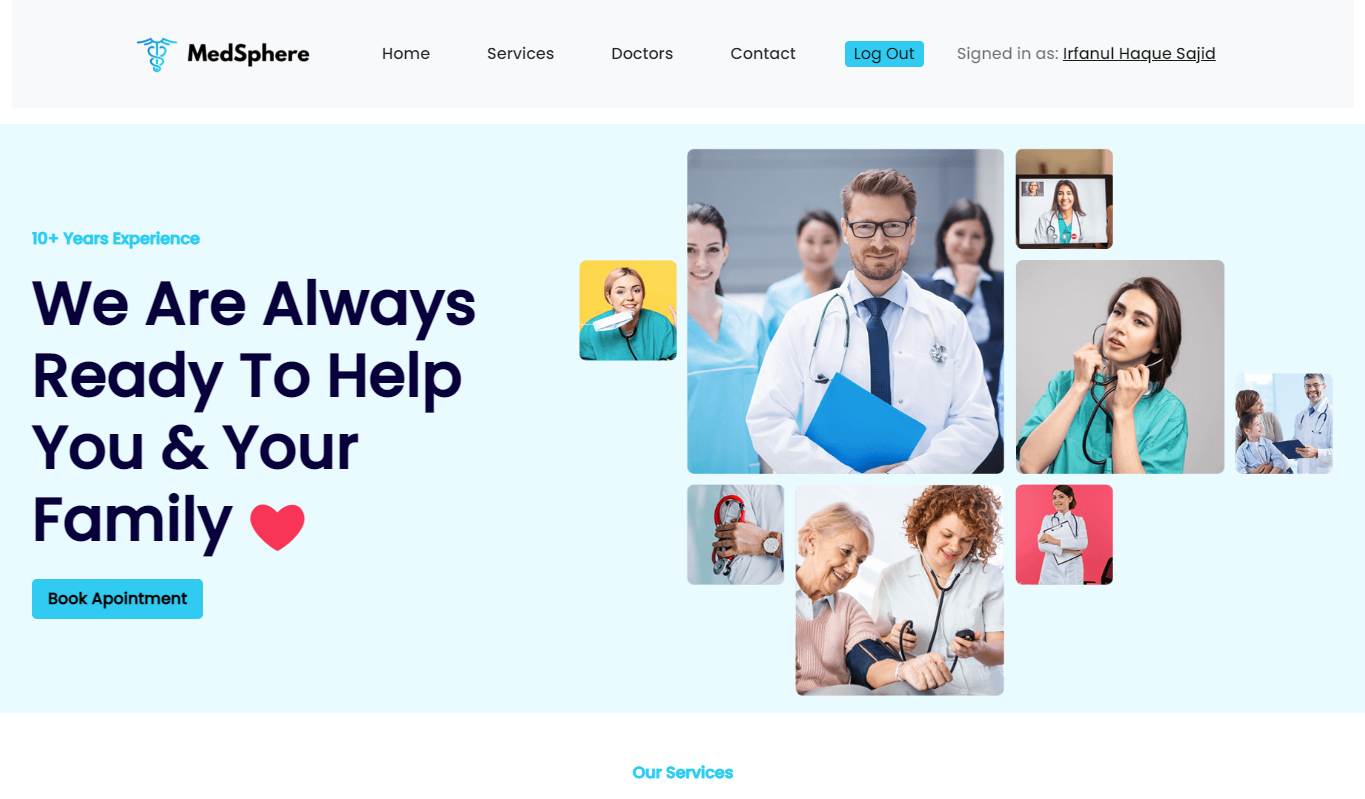 MedSphere
Home
Services
Doctors
Contact
Log Out
Signed in as: Irfanul Haque Sajid
10+ Years Experience
We Are Always
Ready To Help
You & Your
Family
Book Apointment
Our Services